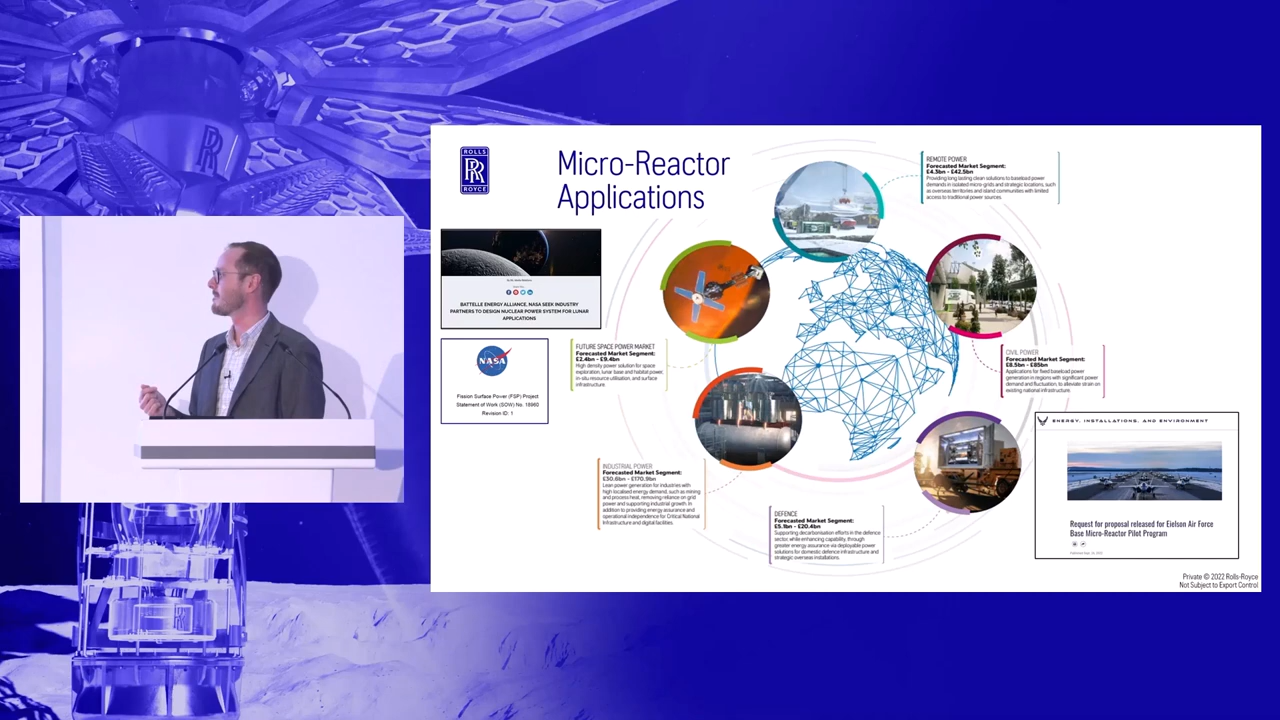 ROLLS
RR
ROYCE
Micro-Reactor
Applications
BATTELLE ENERGY ALLIANCE, NASA SEEK INDUSTRY
PARTNERS TO DESIGN NUCLEAR POWER SYSTEM FOR LUNAR
APPLICATIONS
NASA
Fission Surface Power (FSP) Project
Statement of Work (SOW) No. 18960
Revision ID: 1
REMOTE POWER
Forecasted Market Segment:
£4.3bn - £42.5bn
Providing long lasting clean solutions to baseload power
demands in isolated micro-grids and strategic locations, such
as overseas territories and island communities with limited
access to traditional power sources.
FUTURE SPACE POWER MARKET
Forecasted Market Segment:
£2.4bn - £9.4bn
High density power solution for space
exploration, lunar base and habitat power,
in-situ resource utilisation, and surface
infrastructure
CIVIL POWER
Forecasted Market Segment:
£8.5bn - £85bn
Applications for fixed baseload power
generation in regions with significant power
demand and fluctuation, to alleviate strain on
existing national infrastructure.
INDUSTRIAL POWER
Forecasted Market Segment:
£30.6bn - £170.9bn
Lean power generation for industries with
high localised energy demand, such as mining
and process heat, removing reliance on grid
power and supporting industrial growth. In
addition to providing energy assurance and
operational independence for Critical National
Infrastructure and digital facilities.
DEFENCE
Forecasted Market Segment:
£5.1bn - £20.4bn
Supporting decarbonisation efforts in the defence
sector while enhancing capability, through
greater energy assurance via deployable power
solutions for domestic defence infrastructure and
strategic overseas installations.
ENERGY, INSTALLATIONS, AND ENVIRONMENT
Request for proposal released for Eielson Air Force
Base Micro-Reactor Pilot Program
Private © 2022 Rolls-Royce
Not Subject to Export Control